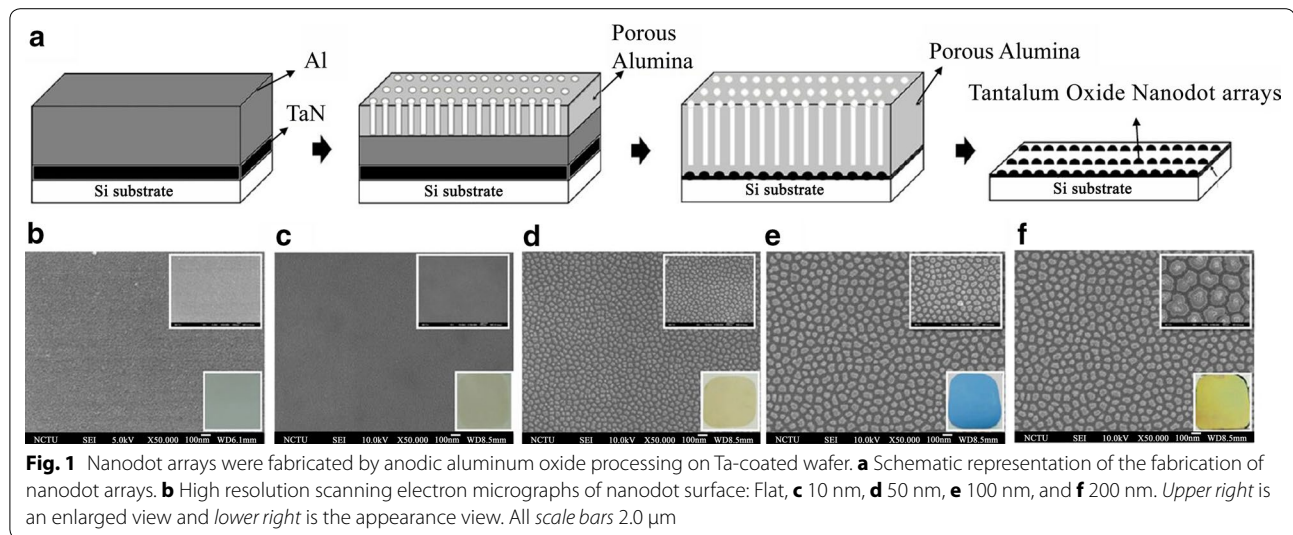 a
Al
TaN
Si substrate
Porous
Alumina
Si substrate
Porous Alumina
Si substrate
Tantalum Oxide Nanodot arrays
Si substrate
b
NCTU SEI 5.0kV X50.000 100nm WD6.1mm
c
NCTU SEI 10.0kV X50.000 100nm WD8.5mm
d
NCTU SEI 10.0kV X50.000 100nm WD8.5mm
e
NCTU SEI 10.0kV X50.000 100nm WD8.5mm
f
NCTU SEI 10.0kV X50.000 100nm WD8.5mm
Fig. 1 Nanodot arrays were fabricated by anodic aluminum oxide processing on Ta-coated wafer. a Schematic representation of the fabrication of
nanodot arrays. b High resolution scanning electron micrographs of nanodot surface: Flat, c 10 nm, d 50 nm, e 100 nm, and f 200 nm. Upper right is
an enlarged view and lower right is the appearance view. All scale bars 2.0 μm